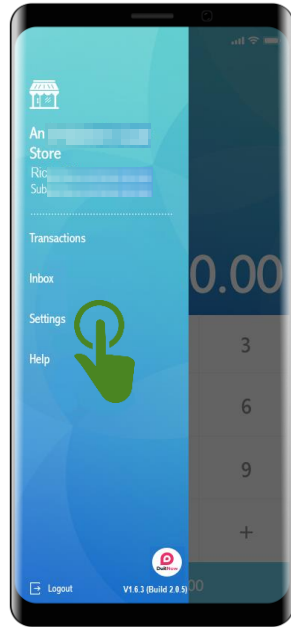 An
Store
Ric
Sub
Transactions
Inbox
Settings
Help
0.00
3
6
9
+
DuitNow
Logout
V1.6.3 (Build 2.0.5)
00